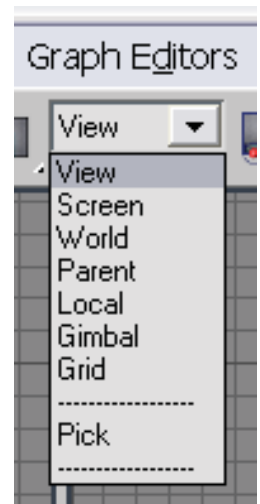 Graph Editors
View
View
Screen
World
Parent
Local
Gimbal
Grid
-----------------
Pick
-----------------